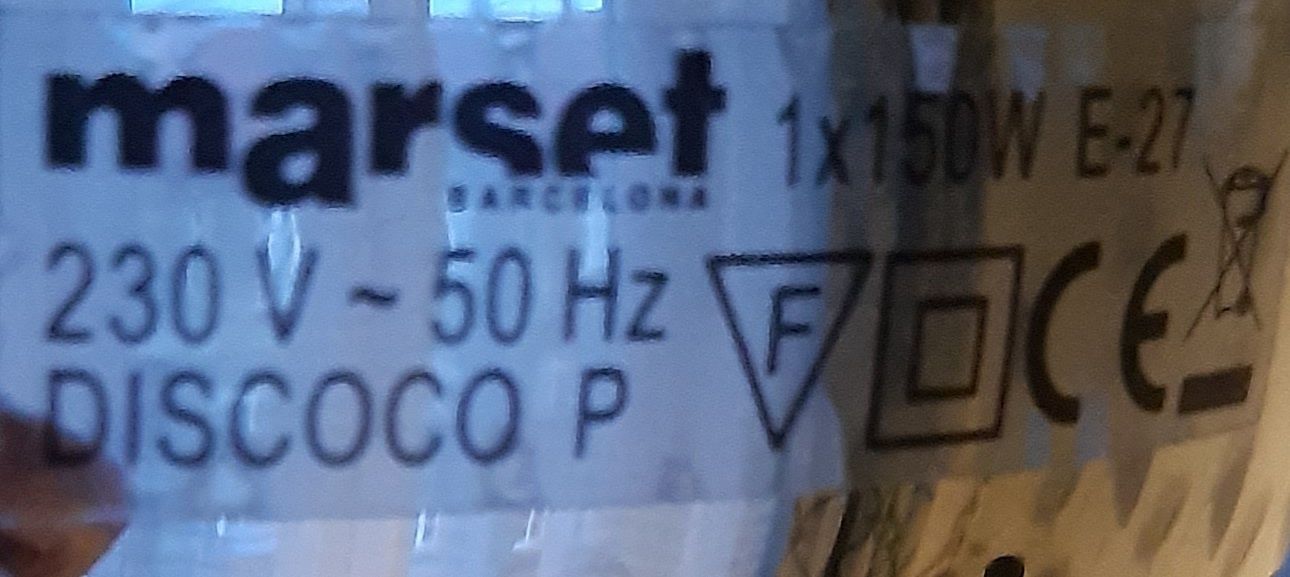 marset 1x150W E-27
BARCELONA
230 V ~ 50 Hz F CE
DISCOCO P